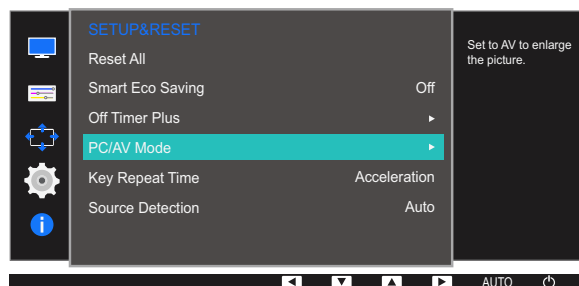 SETUP&RESET
Reset All
Smart Eco Saving Off
Off Timer Plus
PC/AV Mode
Key Repeat Time Acceleration
Source Detection Auto
Set to AV to enlarge
the picture.
AUTO